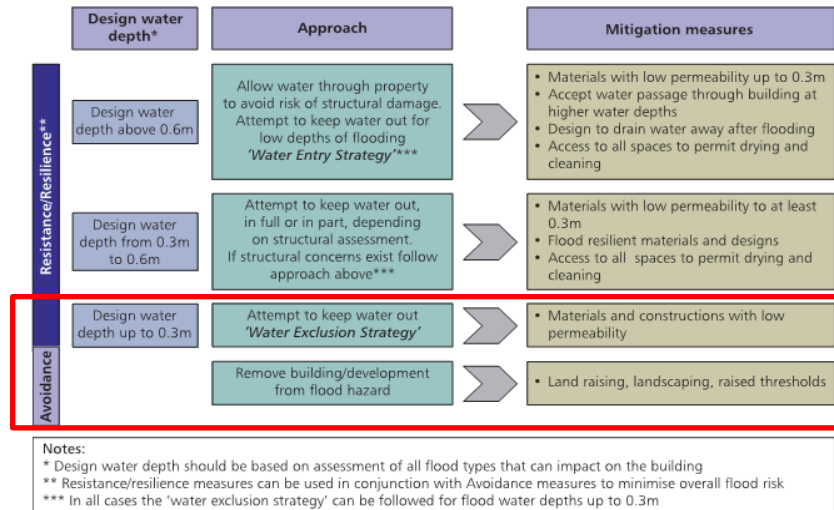 Design water
depth*
Approach
Mitigation measures
Resistance/Resilience**
Design water
depth above 0.6m
Allow water through property
to avoid risk of structural damage.
Attempt to keep water out for
low depths of flooding
‘Water Entry Strategy’***
• Materials with low permeability up to 0.3m
• Accept water passage through building at
higher water depths
• Design to drain water away after flooding
• Access to all spaces to permit drying and
cleaning
Design water
depth from 0.3m
to 0.6m
Attempt to keep water out,
in full or in part, depending
on structural assessment.
If structural concerns exist follow
approach above***
• Materials with low permeability to at least
0.3m
• Flood resilient materials and designs
• Access to all spaces to permit drying and
cleaning
Design water
depth up to 0.3m
Attempt to keep water out
‘Water Exclusion Strategy’
• Materials and constructions with low
permeability
Avoidance
Remove building/development
from flood hazard
• Land raising, landscaping, raised thresholds
Notes:
* Design water depth should be based on assessment of all flood types that can impact on the building
** Resistance/resilience measures can be used in conjunction with Avoidance measures to minimise overall flood risk
*** In all cases the ‘water exclusion strategy’ can be followed for flood water depths up to 0.3m